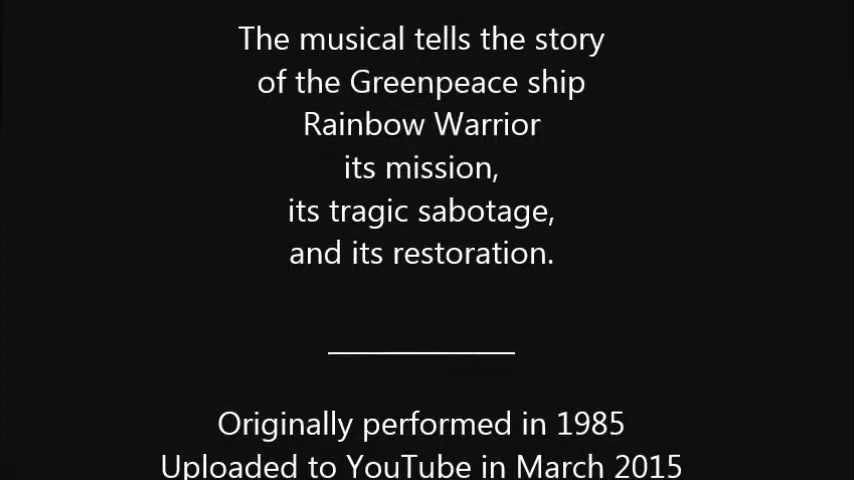 The musical tells the story
of the Greenpeace ship
Rainbow Warrior
its mission,
its tragic sabotage,
and its restoration.
Originally performed in 1985
Uploaded to YouTube in March 2015